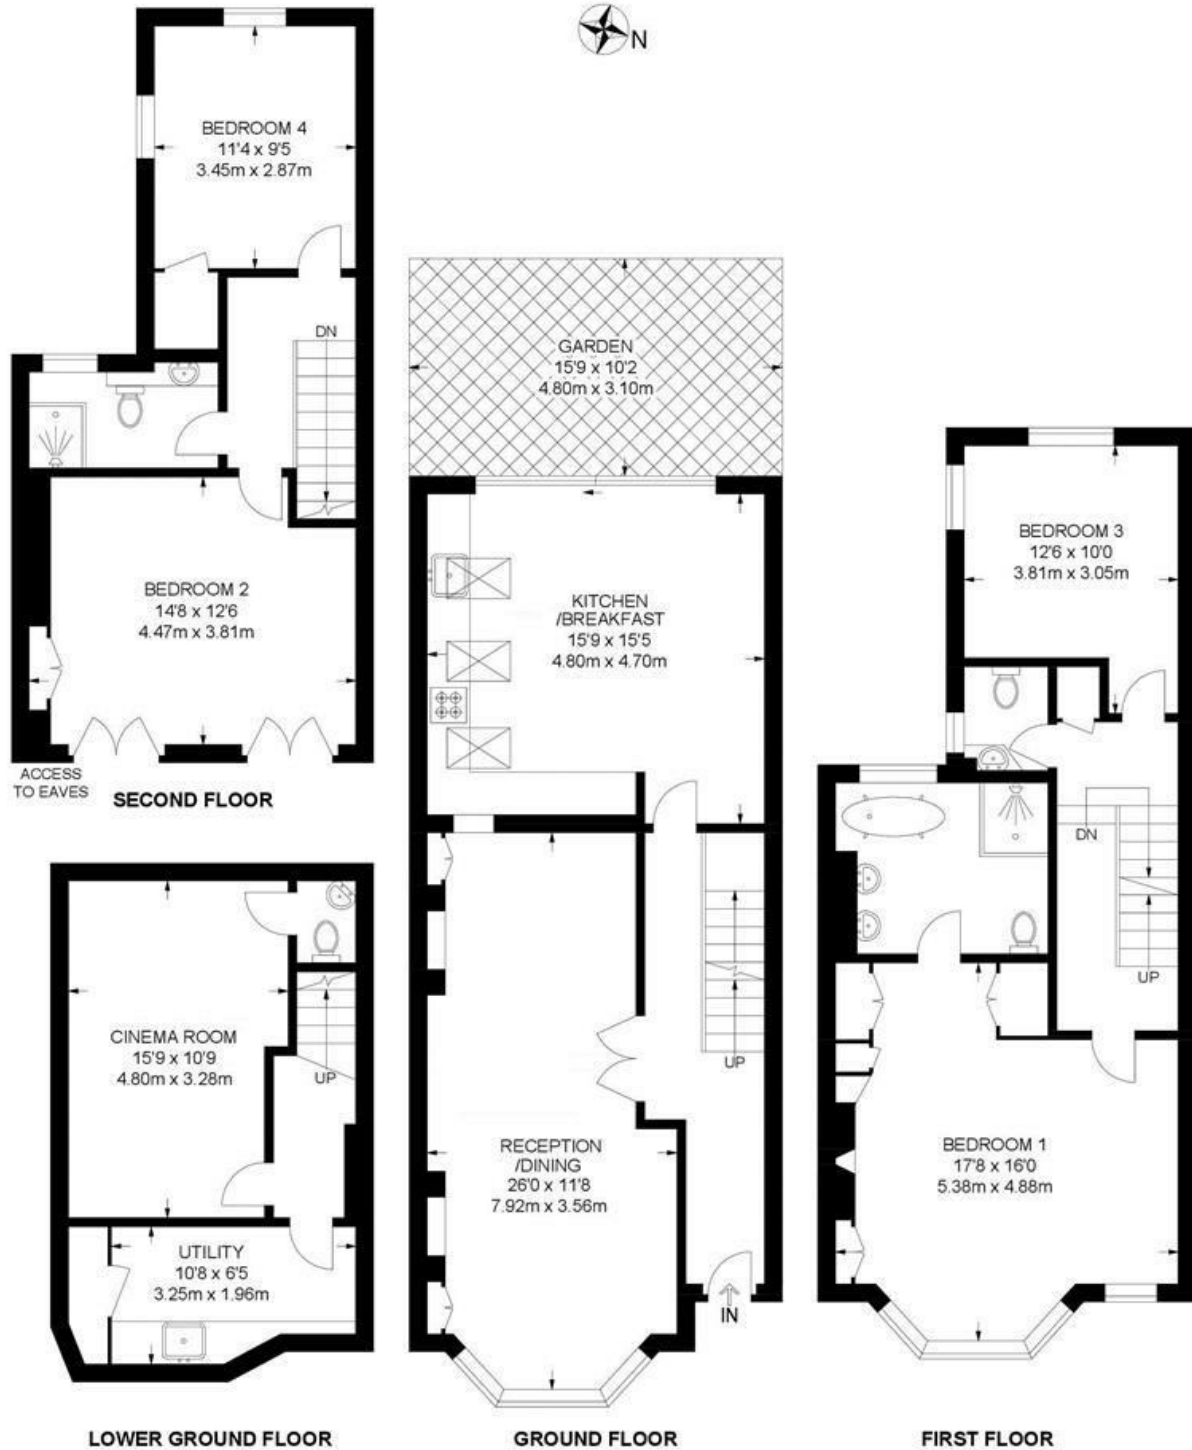 N
BEDROOM 4
11'4 x 9'5
3.45m x 2.87m
DN
BEDROOM 2
14'8 x 12'6
4.47m x 3.81m
ACCESS
TO EAVES
SECOND FLOOR
CINEMA ROOM
15'9 x 10'9
4.80m x 3.28m
UP
UTILITY
10'8 x 6'5
3.25m x 1.96m
LOWER GROUND FLOOR
GARDEN
15'9 x 10'2
4.80m x 3.10m
KITCHEN
/BREAKFAST
15'9 x 15'5
4.80m x 4.70m
UP
RECEPTION
/DINING
26'0 x 11'8
7.92m x 3.56m
IN
GROUND FLOOR
BEDROOM 3
12'6 x 10'0
3.81m x 3.05m
DN
UP
BEDROOM 1
17'8 x 16'0
5.38m x 4.88m
FIRST FLOOR